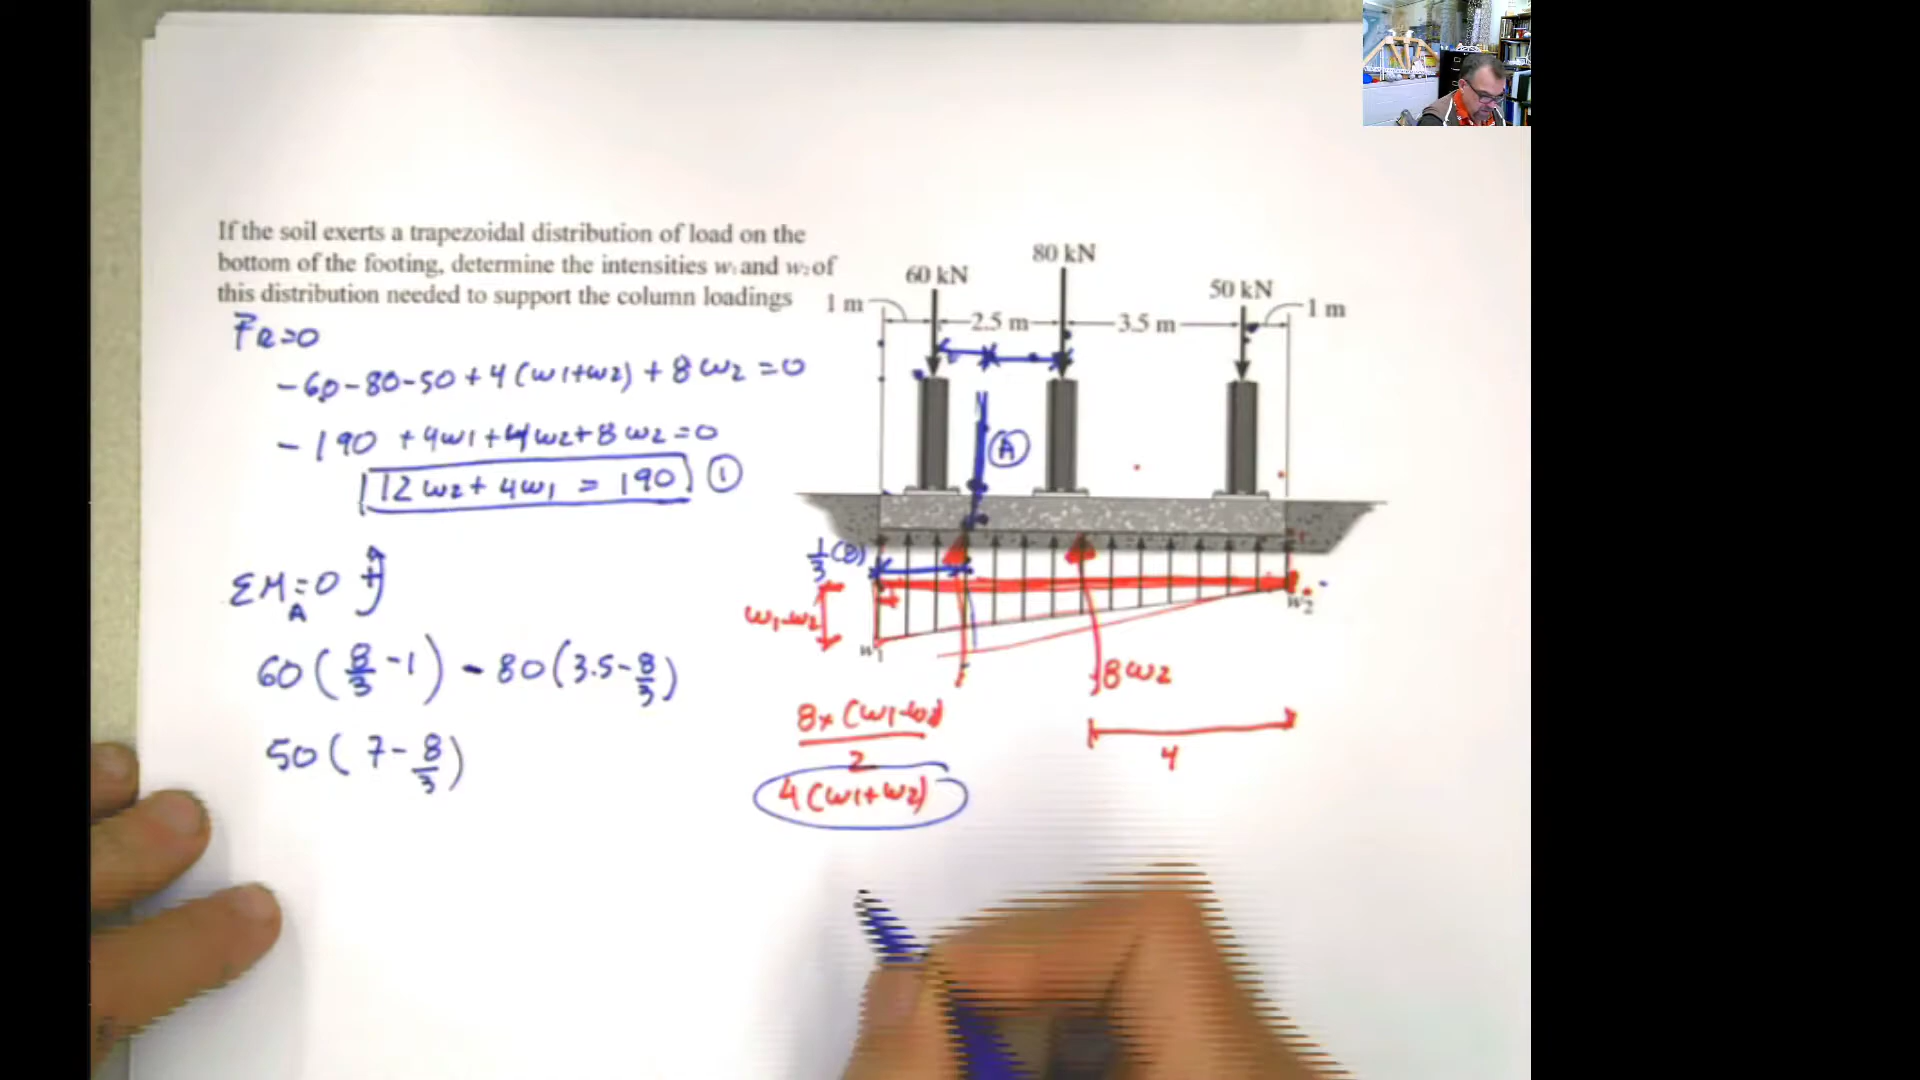 If the soil exerts a trapezoidal distribution of load on the
bottom of the footing, determine the intensities w₁ and w₂ of
this distribution needed to support the column loadings
FR=0
-60-80-50+4(w1+w2)+8w2=0
-190+4w1+4w2+8w2=0
12w2+4w1=190 ①
ΣM=0
A
+
60(8/3-1)-80(3.5-8/3)
50(7-8/3)
80 kN
60 kN
50 kN
1 m
2.5 m
3.5 m
1 m
A
1/3(8)
w1-w2
w₂
w₁
8w2
8x(w1-w2)
2
4(w1+w2)
4